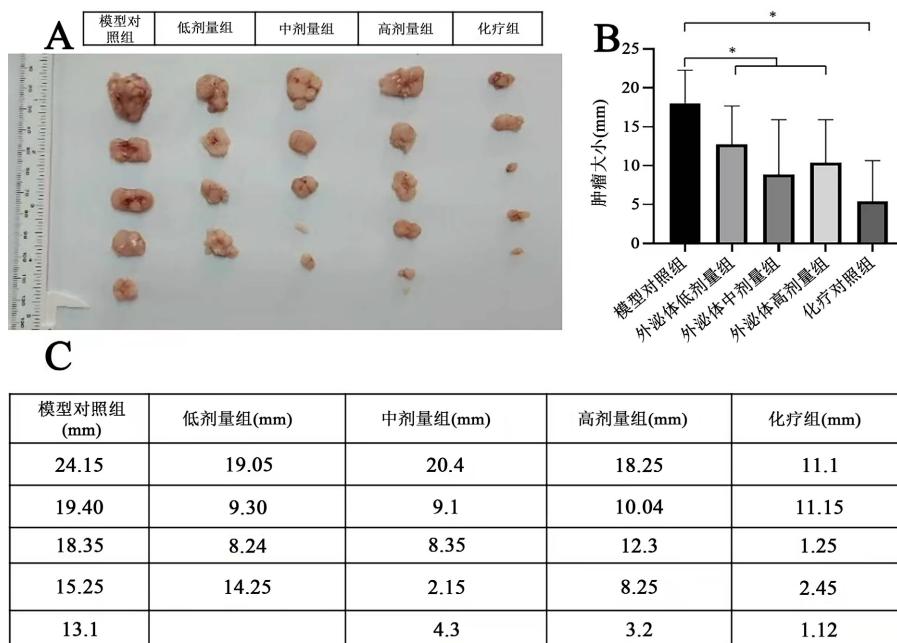 A
模型对照组
低剂量组
中剂量组
高剂量组
化疗组
B
*
*
肿瘤大小(mm)
25
20
15
10
5
0
模型对照组
外泌体低剂量组
外泌体中剂量组
外泌体高剂量组
化疗对照组
C
模型对照组(mm) 低剂量组(mm) 中剂量组(mm) 高剂量组(mm) 化疗组(mm)
24.15 19.05 20.4 18.25 11.1
19.40 9.30 9.1 10.04 11.15
18.35 8.24 8.35 12.3 1.25
15.25 14.25 2.15 8.25 2.45
13.1 4.3 3.2 1.12